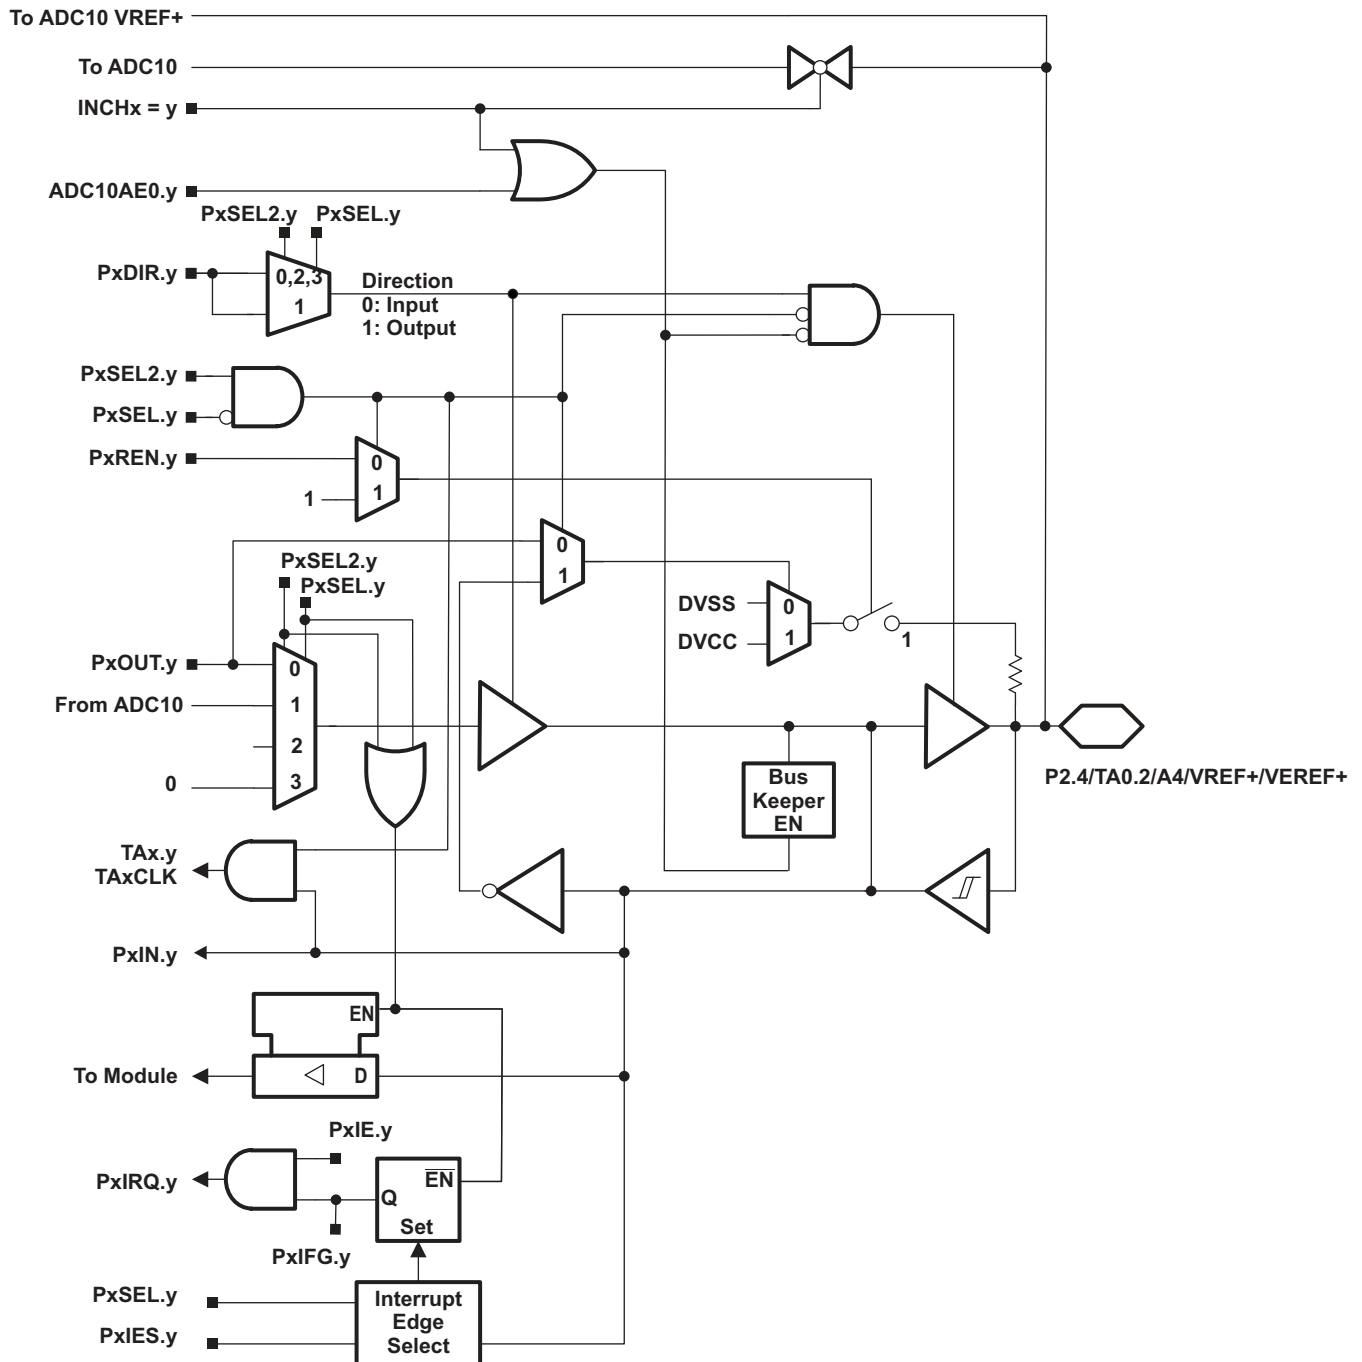 To ADC10 VREF+
To ADC10
INCHx = y
ADC10AE0.y
PxSEL2.y PxSEL.y
PxDIR.y
0,2,3
1
Direction
0: Input
1: Output
PxSEL2.y
PxSEL.y
PxREN.y
0
1
1
0
1
PxSEL2.y
PxSEL.y
DVSS
DVCC
0
1
1
PxOUT.y
From ADC10
0
0
1
2
3
Bus
Keeper
EN
P2.4/TA0.2/A4/VREF+/VEREF+
TAx.y
TAxCLK
PxIN.y
EN
To Module
D
PxIE.y
PxIRQ.y
EN
Q
Set
PxIFG.y
PxSEL.y
PxIES.y
Interrupt
Edge
Select